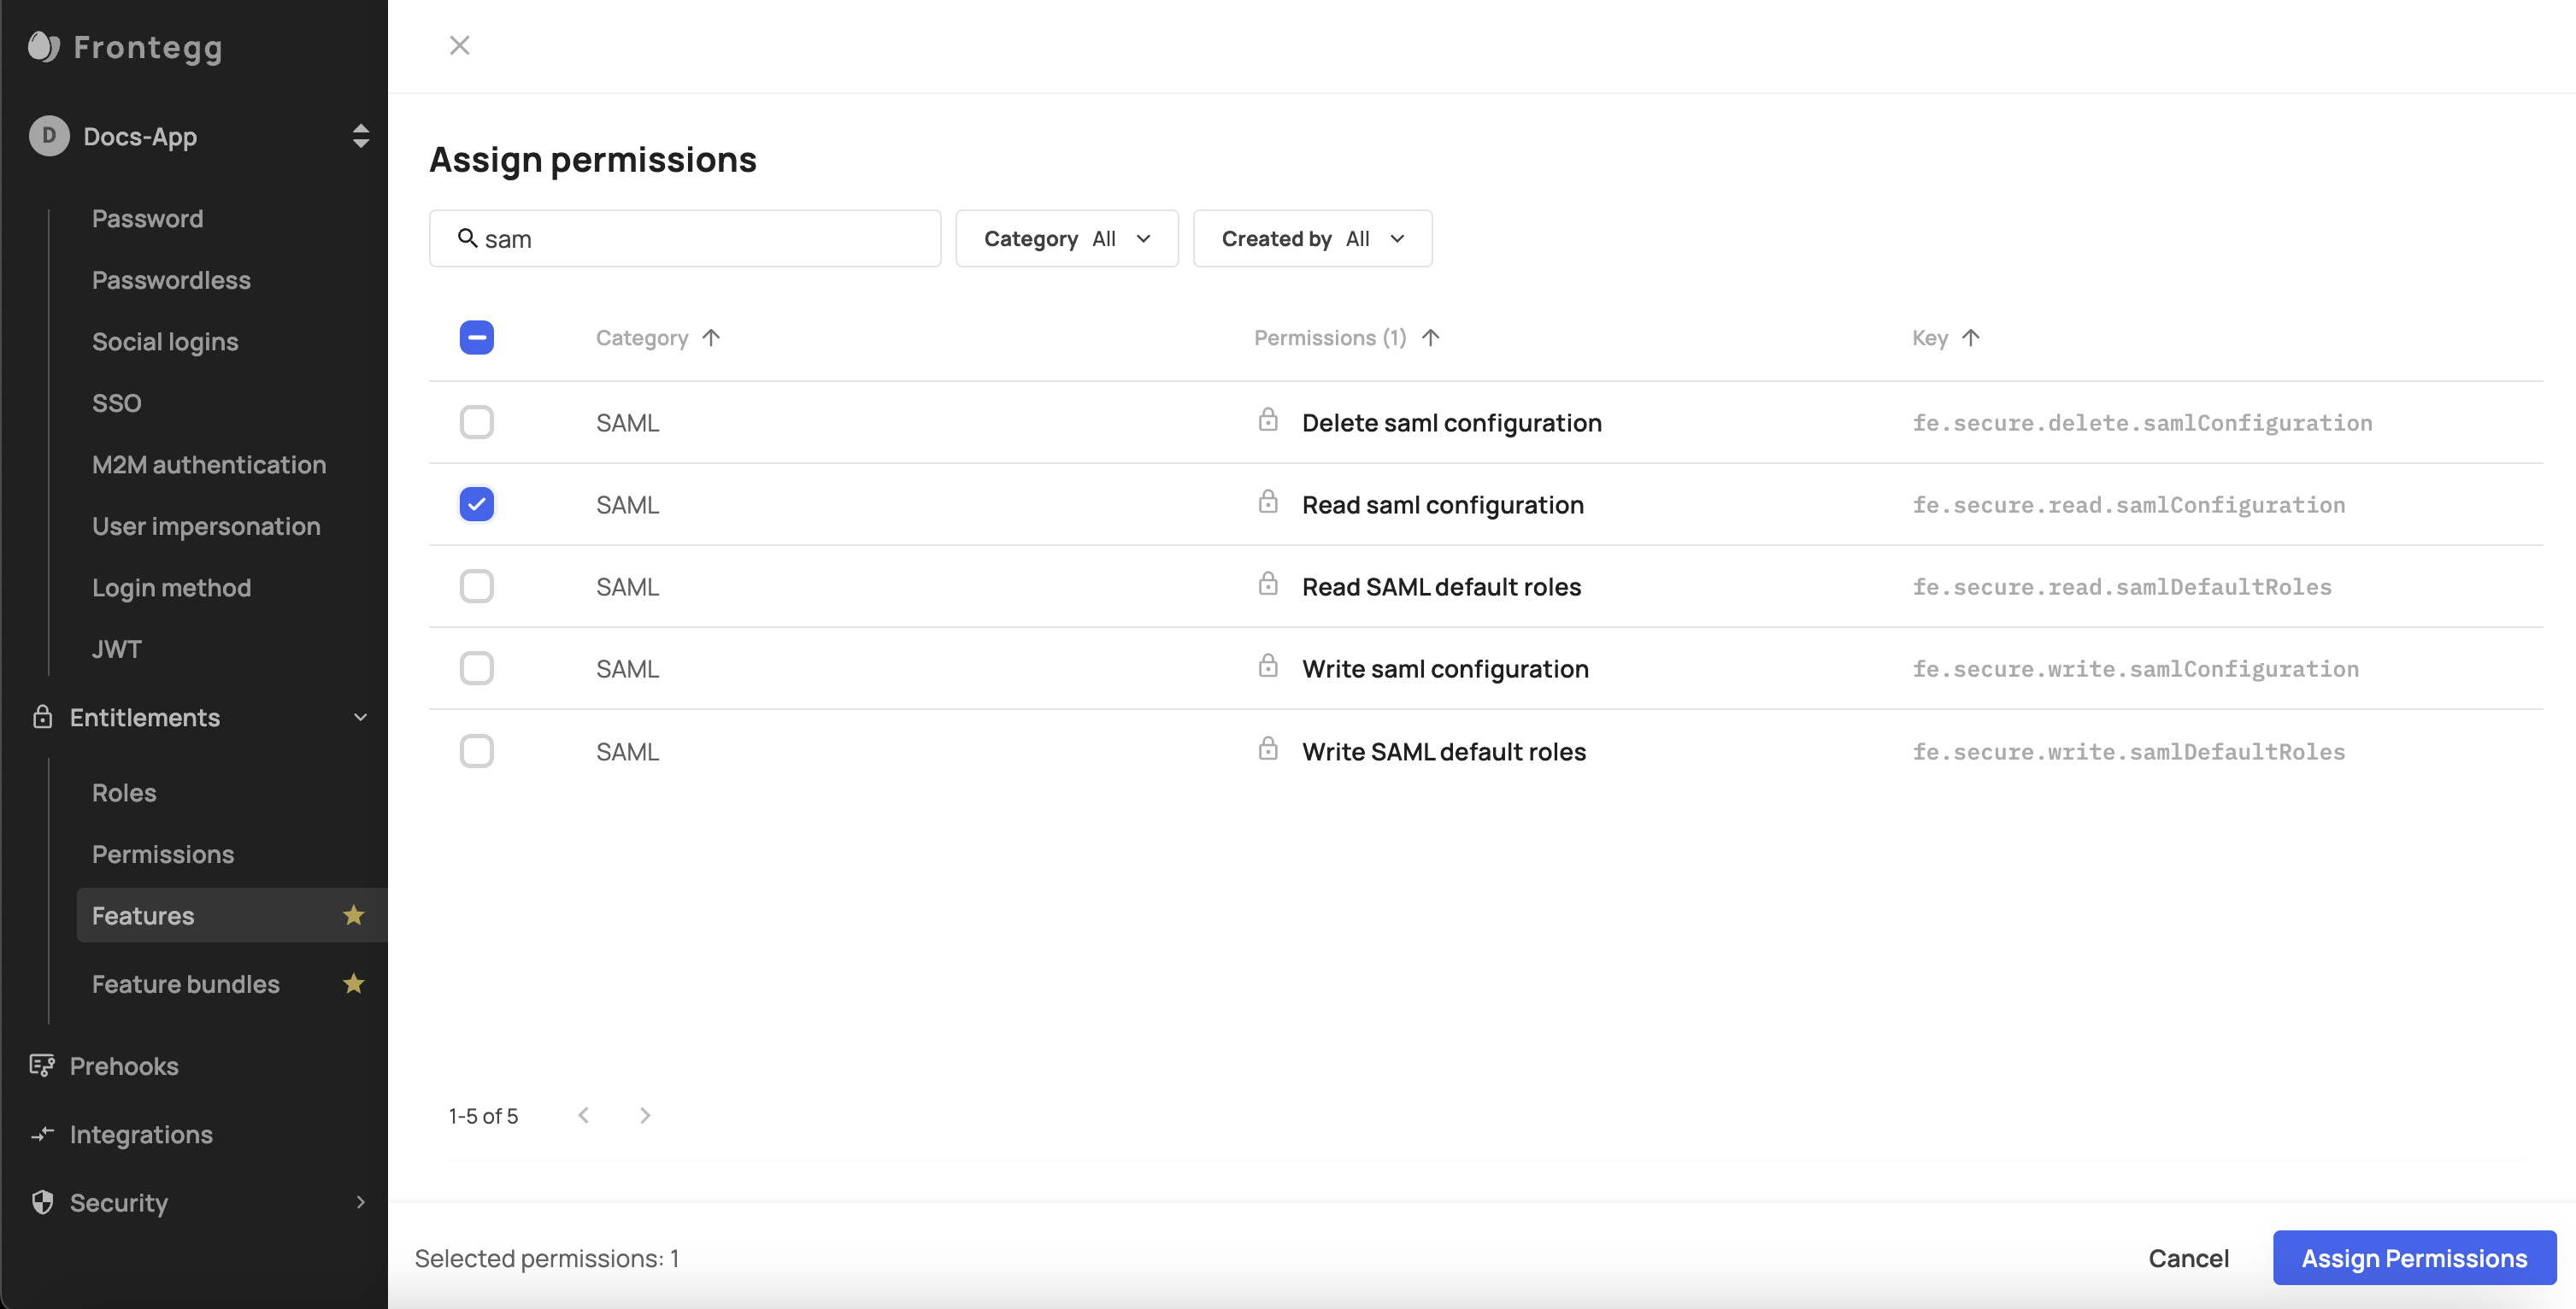 Frontegg
D Docs-App
Password
Passwordless
Social logins
SSO
M2M authentication
User impersonation
Login method
JWT
Entitlements
Roles
Permissions
Features
Feature bundles
Prehooks
Integrations
Security
Assign permissions
sam
Category All
Created by All
Category Permissions (1) Key
SAML Delete saml configuration fe.secure.delete.samlConfiguration
SAML Read saml configuration fe.secure.read.samlConfiguration
SAML Read SAML default roles fe.secure.read.samlDefaultRoles
SAML Write saml configuration fe.secure.write.samlConfiguration
SAML Write SAML default roles fe.secure.write.samlDefaultRoles
1-5 of 5
Selected permissions: 1
Cancel
Assign Permissions